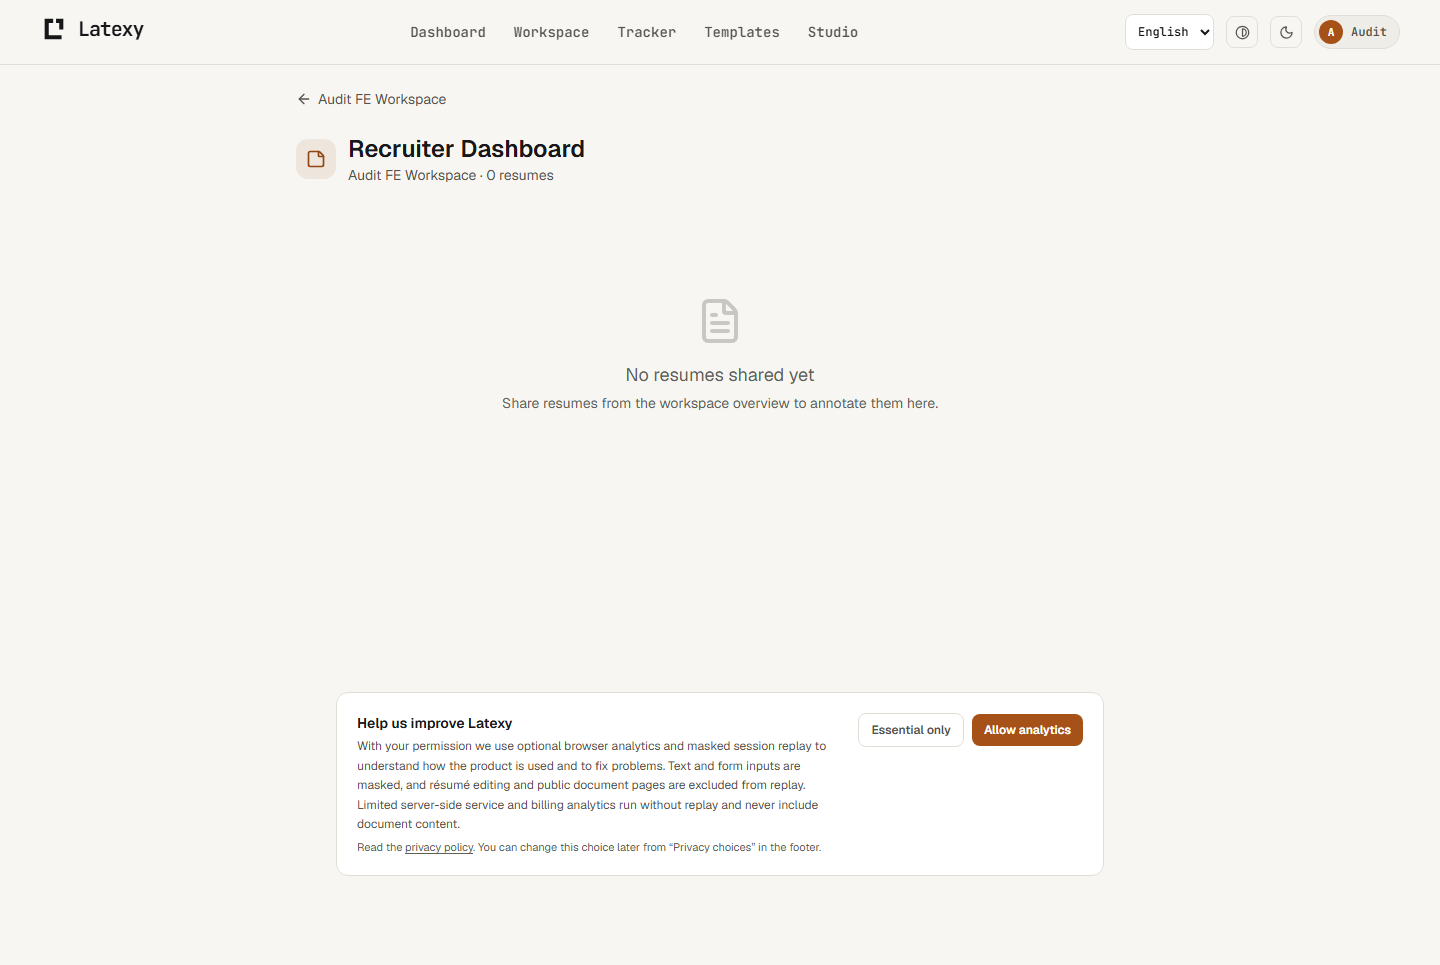 Latexy
Dashboard
Workspace
Tracker
Templates
Studio
English
A
Audit
Audit FE Workspace
Recruiter Dashboard
Audit FE Workspace · 0 resumes
No resumes shared yet
Share resumes from the workspace overview to annotate them here.
Help us improve Latexy
With your permission we use optional browser analytics and masked session replay to
understand how the product is used and to fix problems. Text and form inputs are
masked, and résumé editing and public document pages are excluded from replay.
Limited server-side service and billing analytics run without replay and never include
document content.
Read the privacy policy. You can change this choice later from “Privacy choices” in the footer.
Essential only
Allow analytics